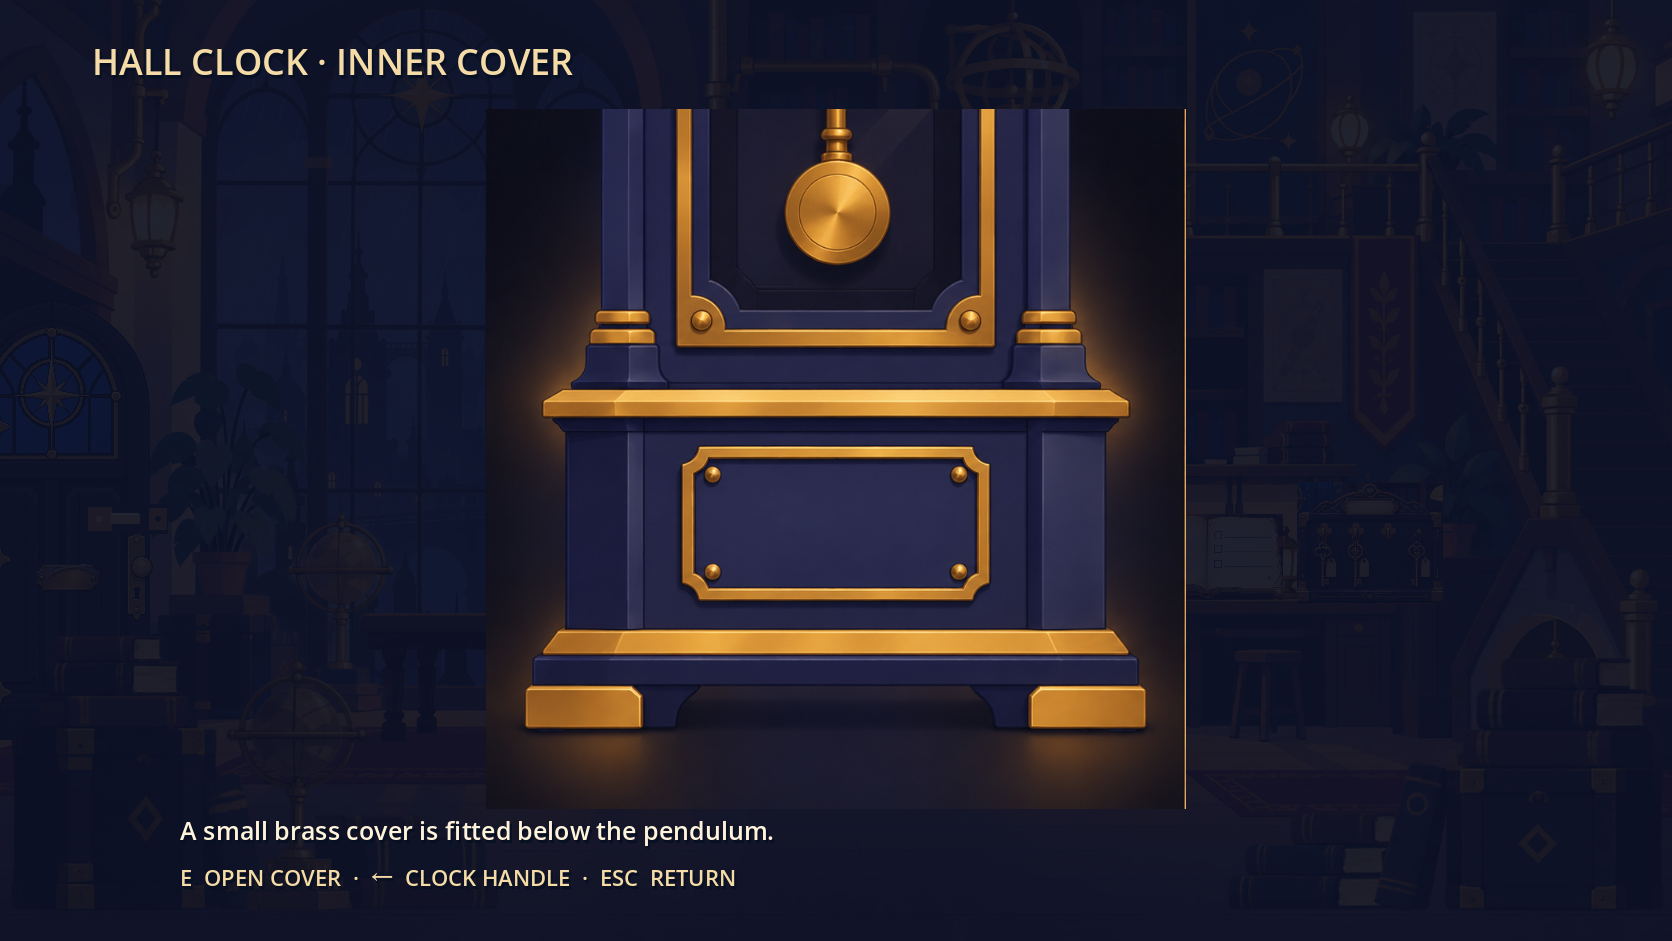 HALL CLOCK · INNER COVER
A small brass cover is fitted below the pendulum.
E OPEN COVER · ← CLOCK HANDLE · ESC RETURN